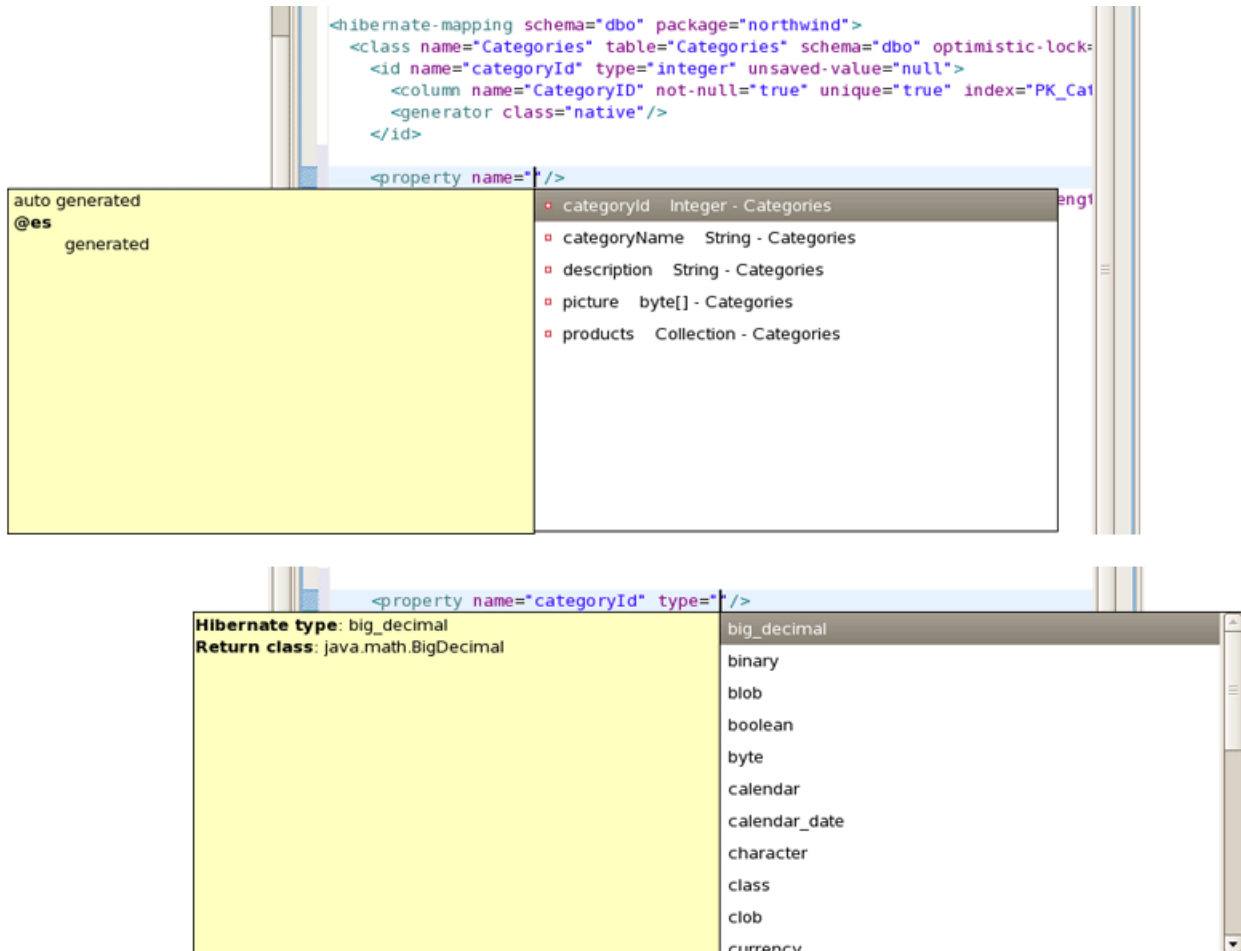 <hibernate-mapping schema="dbo" package="northwind">
<class name="Categories" table="Categories" schema="dbo" optimistic-lock=
<id name="categoryId" type="integer" unsaved-value="null">
<column name="CategoryID" not-null="true" unique="true" index="PK_Cat
<generator class="native"/>
</id>
<property name=""/>
auto generated
@es
generated
categoryId Integer - Categories
categoryName String - Categories
description String - Categories
picture byte[] - Categories
products Collection - Categories
engt
<property name="categoryId" type=""/>
Hibernate type: big_decimal
Return class: java.math.BigDecimal
big_decimal
binary
blob
boolean
byte
calendar
calendar_date
character
class
clob
currency